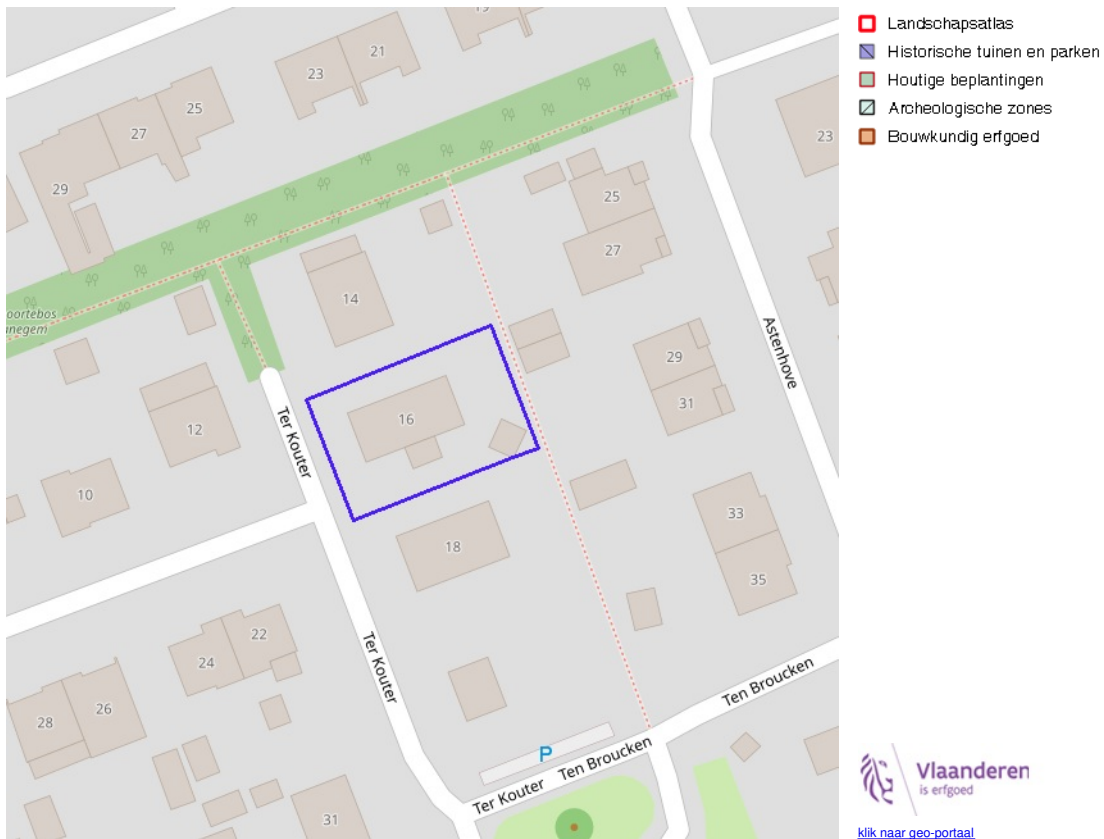 Landschapsatlas
Historische tuinen en parken
Houtige beplantingen
Archeologische zones
Bouwkundig erfgoed
21
23
25
27
29
23
25
27
14
oortebos
Astenhove
29
31
16
12
Ter Kouter
10
18
33
35
22
24
Ter Kouter
26
28
Ten Broucken
P
Ter Kouter
Ten Broucken
31
Vlaanderen
is erfgoed
klik naar geo-portaal